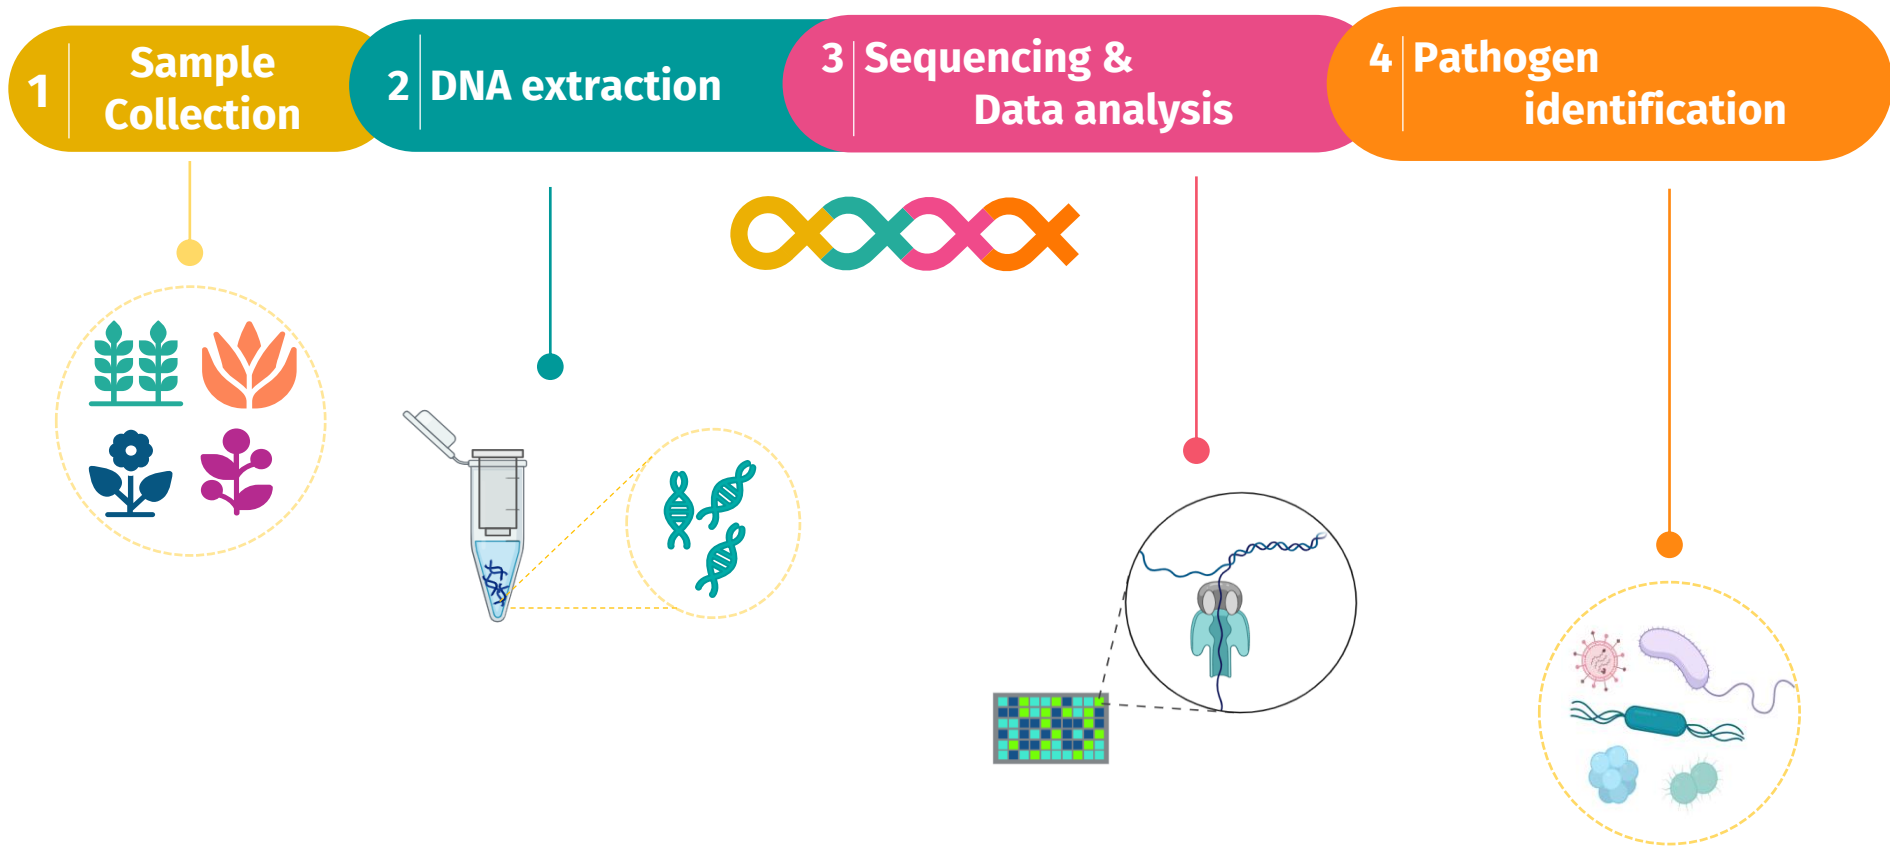 1
Sample
Collection
2
DNA extraction
3
Sequencing &
Data analysis
4
Pathogen
identification